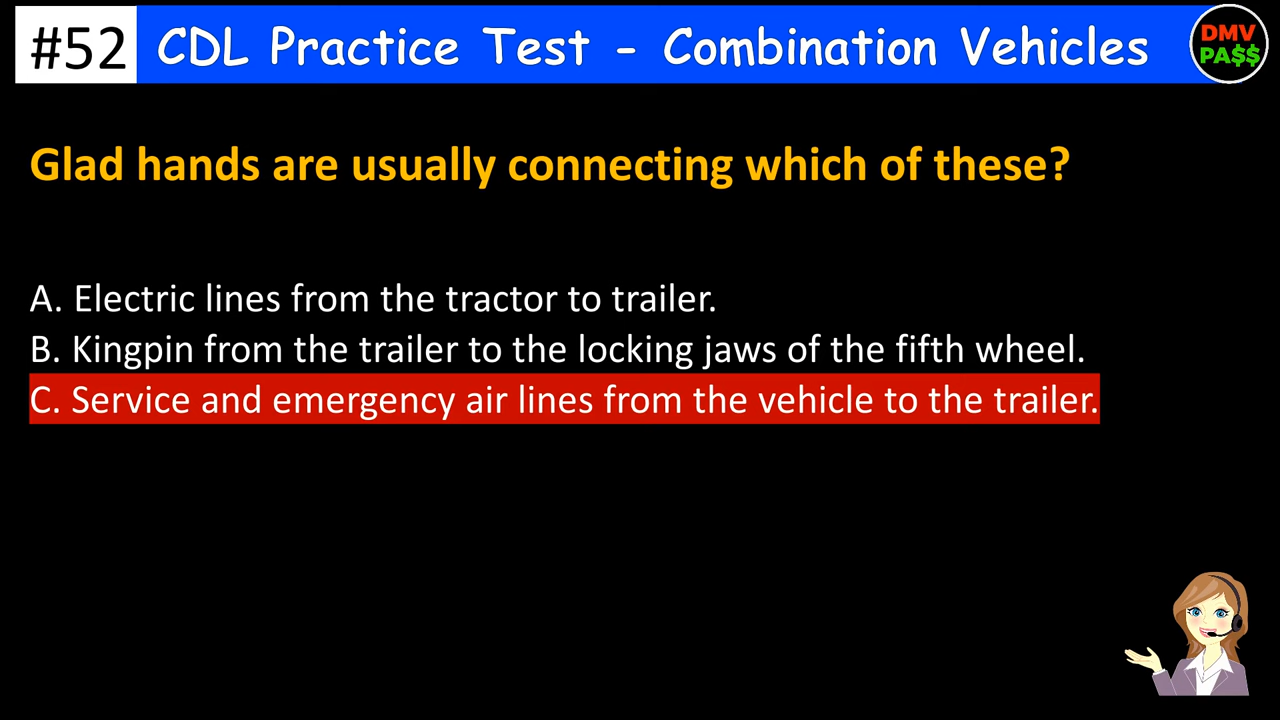 #52 CDL Practice Test - Combination Vehicles
DMV
PA$$
Glad hands are usually connecting which of these?
A. Electric lines from the tractor to trailer.
B. Kingpin from the trailer to the locking jaws of the fifth wheel.
C. Service and emergency air lines from the vehicle to the trailer.